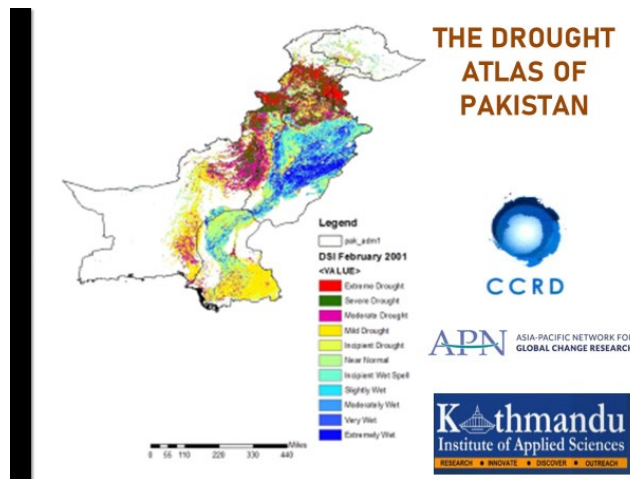 THE DROUGHT
ATLAS OF
PAKISTAN
Legend
pak_adm1
DSI February 2001
<VALUE>
Extreme Drought
Severe Drought
Moderate Drought
Mild Drought
Incipient Drought
Near Normal
Incipient Wet Spell
Slightly Wet
Moderately Wet
Very Wet
Extremely Wet
Miles
0 55 110 220 330 440
CCRD
APN
ASIA-PACIFIC NETWORK FOR
GLOBAL CHANGE RESEARCH
Kathmandu
Institute of Applied Sciences
RESEARCH • INNOVATE • DISCOVER • OUTREACH